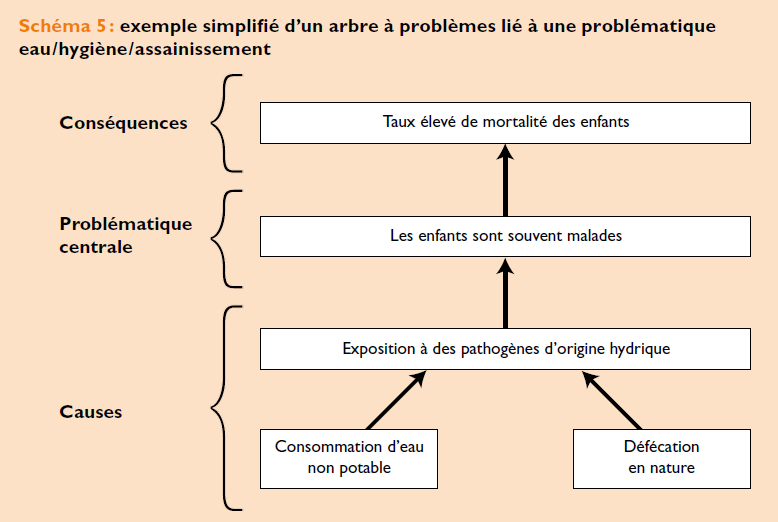 Schéma 5 : exemple simplifié d’un arbre à problèmes lié à une problématique
eau/hygiène/assainissement
Conséquences
Taux élevé de mortalité des enfants
Problématique
centrale
Les enfants sont souvent malades
Causes
Exposition à des pathogènes d’origine hydrique
Consommation d’eau
non potable
Défécation
en nature